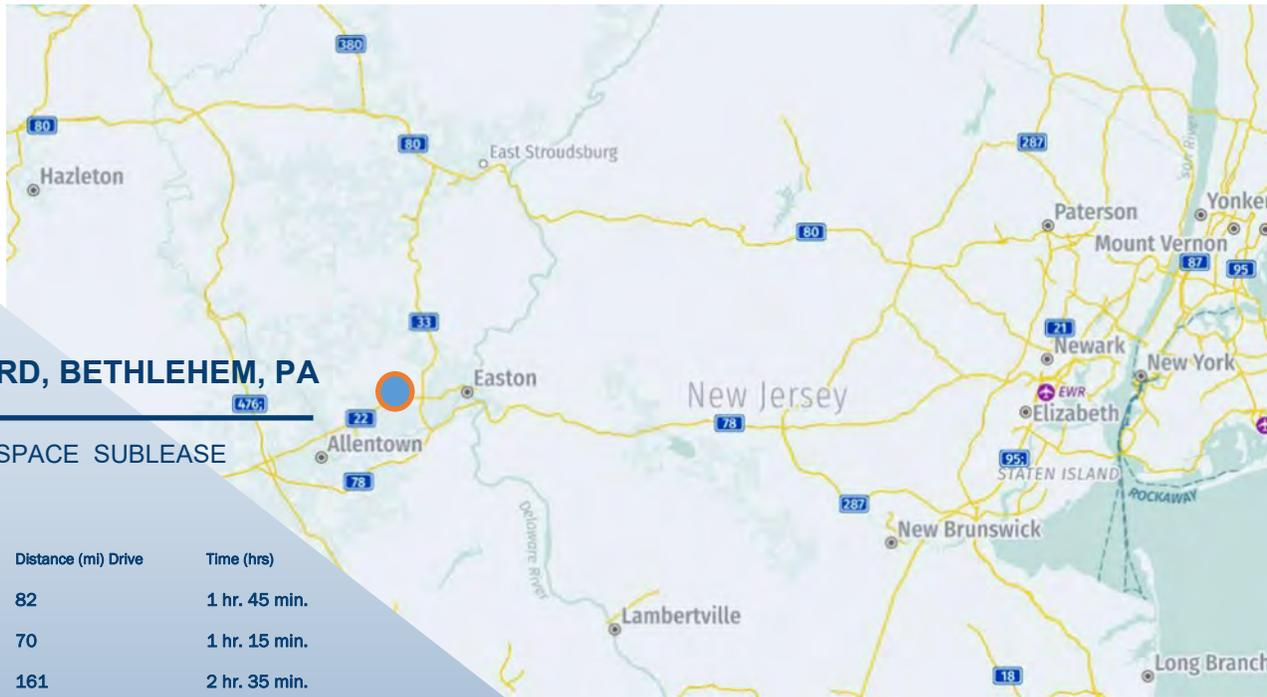 380
80
80
East Stroudsburg
Hazleton
287
Paterson
Yonke
Mount Vernon
80
87
95
33
21
Newark
New York
RD, BETHLEHEM, PA
Easton
New Jersey
EWR
476;
22
78
Elizabeth
Allentown
SPACE SUBLEASE
95;
STATEN ISLAND
78
ROCKAWAY
287
Delaware River
New Brunswick
Distance (mi) Drive Time (hrs)
82 1 hr. 45 min.
70 1 hr. 15 min.
Lambertville
161 2 hr. 35 min.
18
Long Branch